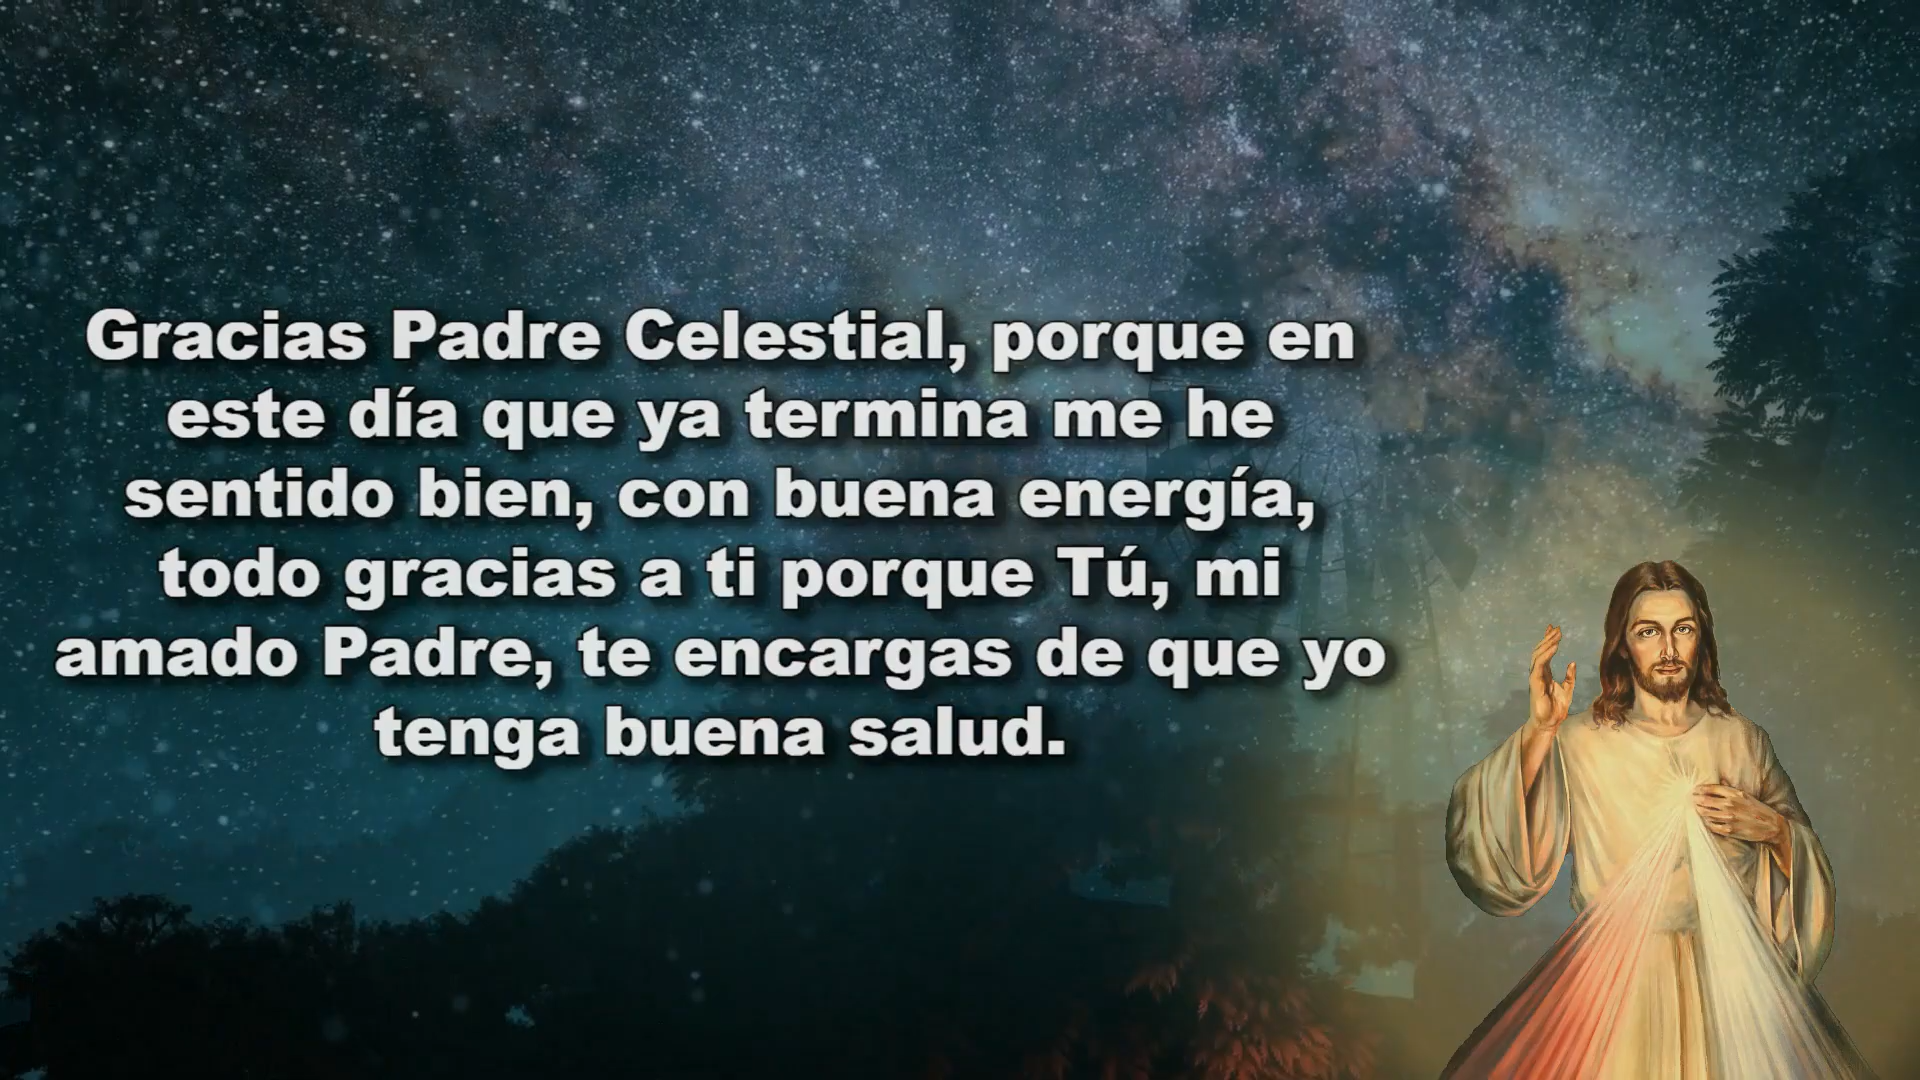 Gracias Padre Celestial, porque en
este día que ya termina me he
sentido bien, con buena energía,
todo gracias a ti porque Tú, mi
amado Padre, te encargas de que yo
tenga buena salud.